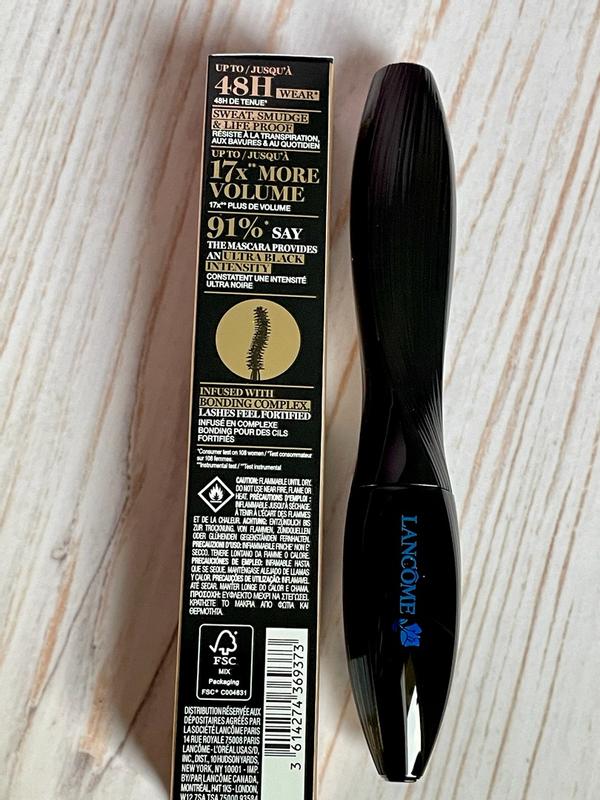 UP TO / JUSQU'À
48H WEAR*
48H DE TENUE*
SWEAT, SMUDGE
& LIFE PROOF
RÉSISTE À LA TRANSPIRATION,
AUX BAVURES & AU QUOTIDIEN
UP TO / JUSQU'À
17x** MORE
VOLUME
17x** PLUS DE VOLUME
91%* SAY
THE MASCARA PROVIDES
AN ULTRA BLACK
INTENSITY
CONSTATENT UNE INTENSITÉ
ULTRA NOIRE
INFUSED WITH
BONDING COMPLEX.
LASHES FEEL FORTIFIED
INFUSÉ EN COMPLEXE
BONDING POUR DES CILS
FORTIFIÉS
*Consumer test on 108 women / *Test consommateur
sur 108 femmes.
**Instrumental test / **Test instrumental
CAUTION: FLAMMABLE UNTIL DRY.
DO NOT USE NEAR FIRE, FLAME OR
HEAT. PRÉCAUTIONS D'EMPLOI :
INFLAMMABLE JUSQU'À SÉCHAGE.
À TENIR À L'ÉCART DES FLAMMES
ET DE LA CHALEUR. ACHTUNG: ENTZÜNDLICH BIS
ZUR TROCKNUNG. VON FLAMMEN, ZÜNDQUELLEN
ODER GLÜHENDEN GEGENSTÄNDEN FERNHALTEN.
PRECAUZIONI D'USO: INFIAMMABILE FINCHE' NON E'
SECCO. TENERE LONTANO DA FIAMME O CALORE.
PRECAUCIONES DE EMPLEO: INFLAMABLE HASTA
QUE SE SEQUE. MANTÉNGASE ALEJADO DE LLAMAS
Y CALOR. PRECAUÇÕES DE UTILIZAÇÃO: INFLAMÁVEL
ATÉ SECAR. MANTER LONGE DO CALOR E CHAMA.
ΠΡΟΣΟΧΗ: ΕΥΦΛΕΚΤΟ ΜΕΧΡΙ ΝΑ ΣΤΕΓΝΩΣΕΙ.
ΚΡΑΤΗΣΤΕ ΤΟ ΜΑΚΡΙΑ ΑΠΟ ΦΩΤΙΑ ΚΑΙ
ΘΕΡΜΟΤΗΤΑ.
FSC
MIX
Packaging
FSC® C004831
3 614274 369373
DISTRIBUTION RÉSERVÉE AUX
DÉPOSITAIRES AGRÉÉS PAR
LA SOCIÉTÉ LANCÔME PARIS
14 RUE ROYALE 75008 PARIS
LANCÔME - L'ORÉAL USA S/D,
INC., DIST., 10 HUDSON YARDS,
NEW YORK, NY 10001 - IMP.
BY/PAR LANCÔME CANADA,
MONTRÉAL, H4T 1K5 - LONDON,
W12 7SA TSA 75000 93584
LANCÔME